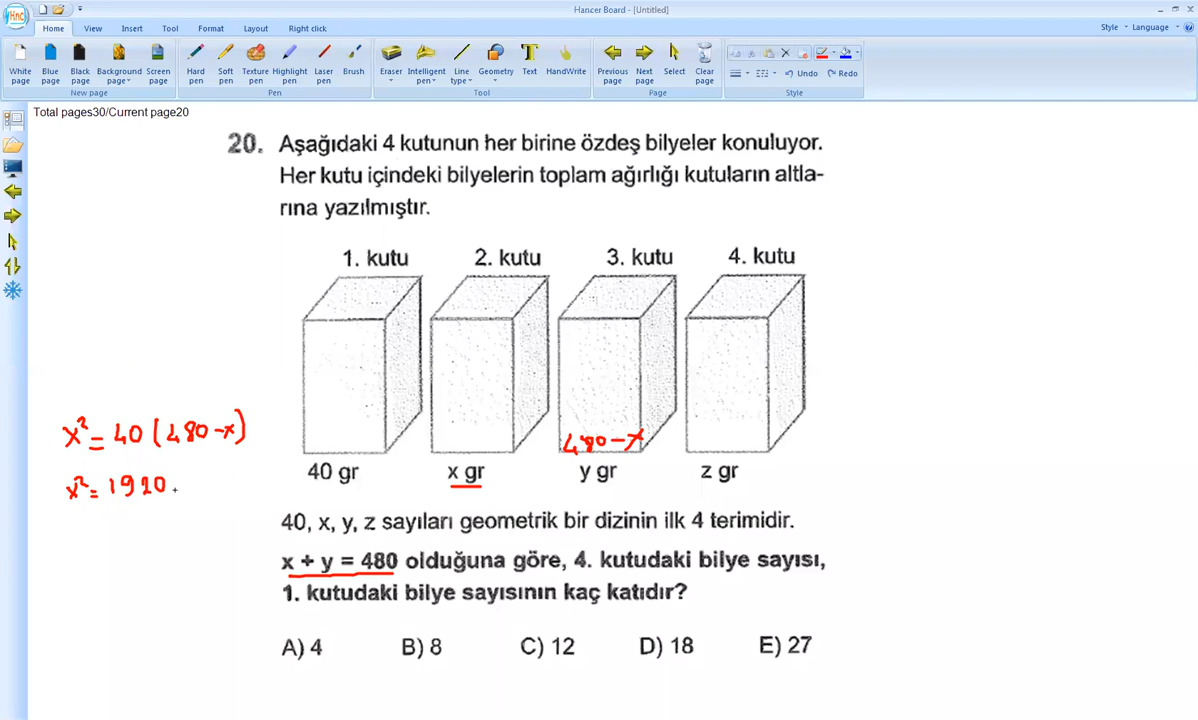 Hancer Board - [Untitled]
Home View Insert Tool Format Layout Right click
Style Language
White page Blue page Black page Background page Screen page
Hard pen Soft pen Texture pen Highlight pen Laser pen Brush
Eraser Intelligent pen Line type Geometry Text HandWrite
Previous page Next page Select Clear page
Undo Redo
New page Pen Tool Page Style
Total pages30/Current page20
20. Aşağıdaki 4 kutunun her birine özdeş bilyeler konuluyor.
Her kutu içindeki bilyelerin toplam ağırlığı kutuların altla-
rına yazılmıştır.
1. kutu 2. kutu 3. kutu 4. kutu
x² = 40 (480-x)
480-x
40 gr x gr y gr z gr
x² = 1920
40, x, y, z sayıları geometrik bir dizinin ilk 4 terimidir.
x + y = 480 olduğuna göre, 4. kutudaki bilye sayısı,
1. kutudaki bilye sayısının kaç katıdır?
A) 4 B) 8 C) 12 D) 18 E) 27